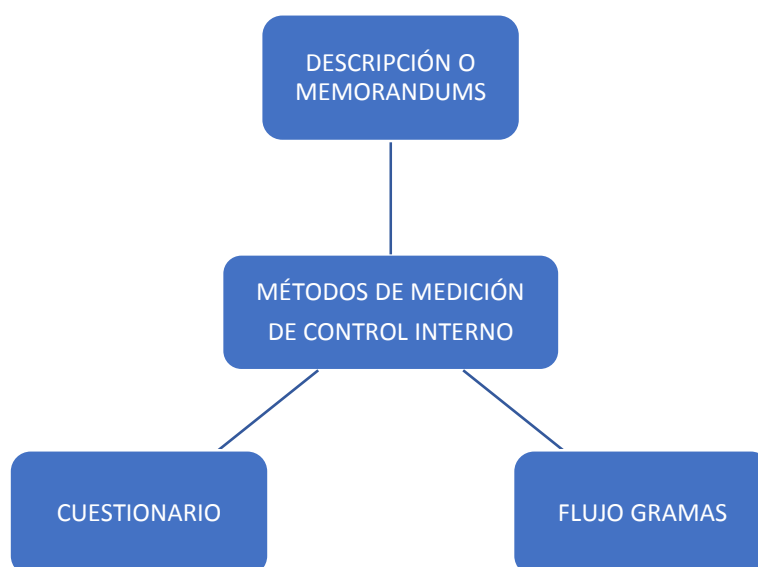 DESCRIPCIÓN O
MEMORANDUMS
MÉTODOS DE MEDICIÓN
DE CONTROL INTERNO
CUESTIONARIO
FLUJO GRAMAS